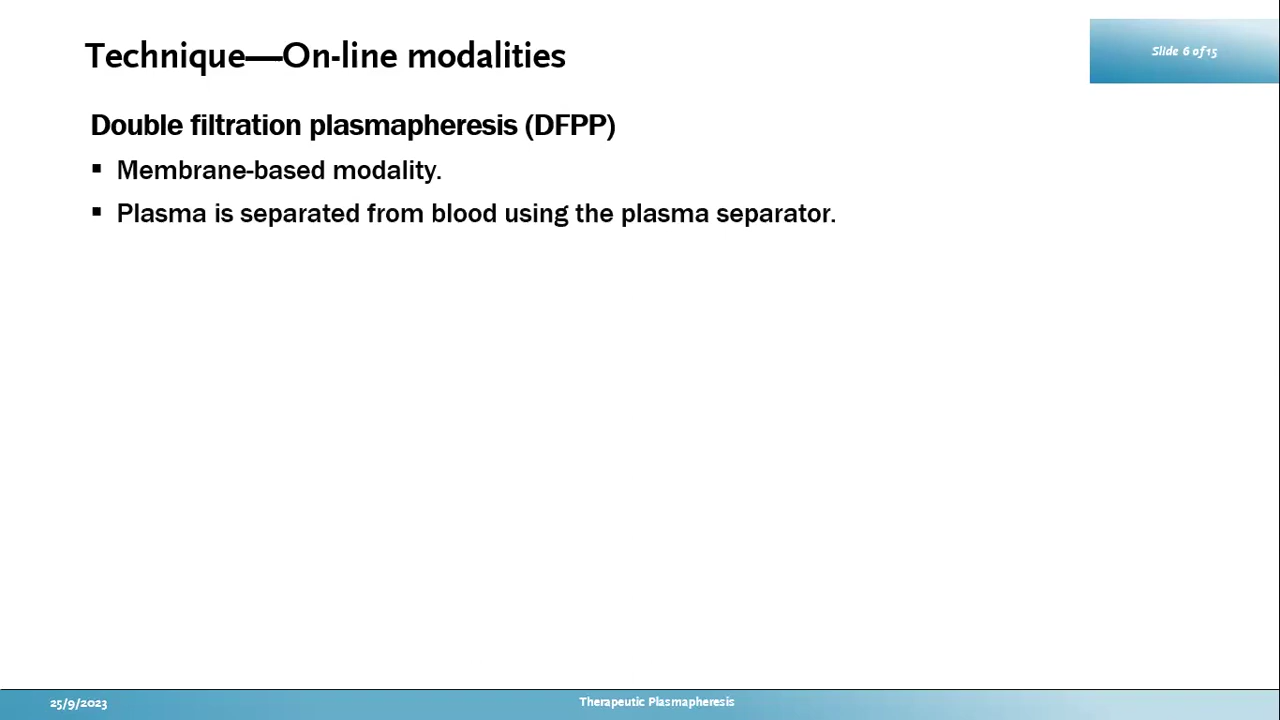 Technique—On-line modalities
Slide 6 of 15
Double filtration plasmapheresis (DFPP)
▪ Membrane-based modality.
▪ Plasma is separated from blood using the plasma separator.
25/9/2023
Therapeutic Plasmapheresis